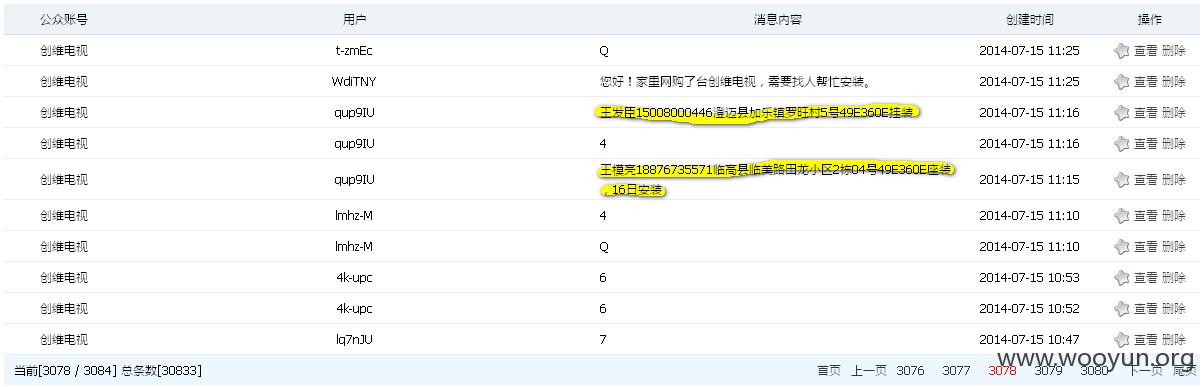 公众账号 用户 消息内容 创建时间 操作
创维电视 t-zmEc Q 2014-07-15 11:25 查看 删除
创维电视 WdiTNY 您好！家里网购了台创维电视，需要找人帮忙安装。 2014-07-15 11:25 查看 删除
创维电视 qup9IU 王发臣15008000446澄迈县加乐镇罗旺村5号49E360E挂装 2014-07-15 11:16 查看 删除
创维电视 qup9IU 4 2014-07-15 11:16 查看 删除
创维电视 qup9IU 王模亮18876735571临高县临美路田龙小区2栋04号49E360E座装 2014-07-15 11:15 查看 删除
，16日安装
创维电视 lmhz-M 4 2014-07-15 11:10 查看 删除
创维电视 lmhz-M Q 2014-07-15 11:10 查看 删除
创维电视 4k-upc 6 2014-07-15 10:53 查看 删除
创维电视 4k-upc 6 2014-07-15 10:52 查看 删除
创维电视 lq7nJU 7 2014-07-15 10:47 查看 删除
当前[3078 / 3084] 总条数[30833] 首页 上一页 3076 3077 3078 3079 3080 下一页 尾页
www.wooyun.org